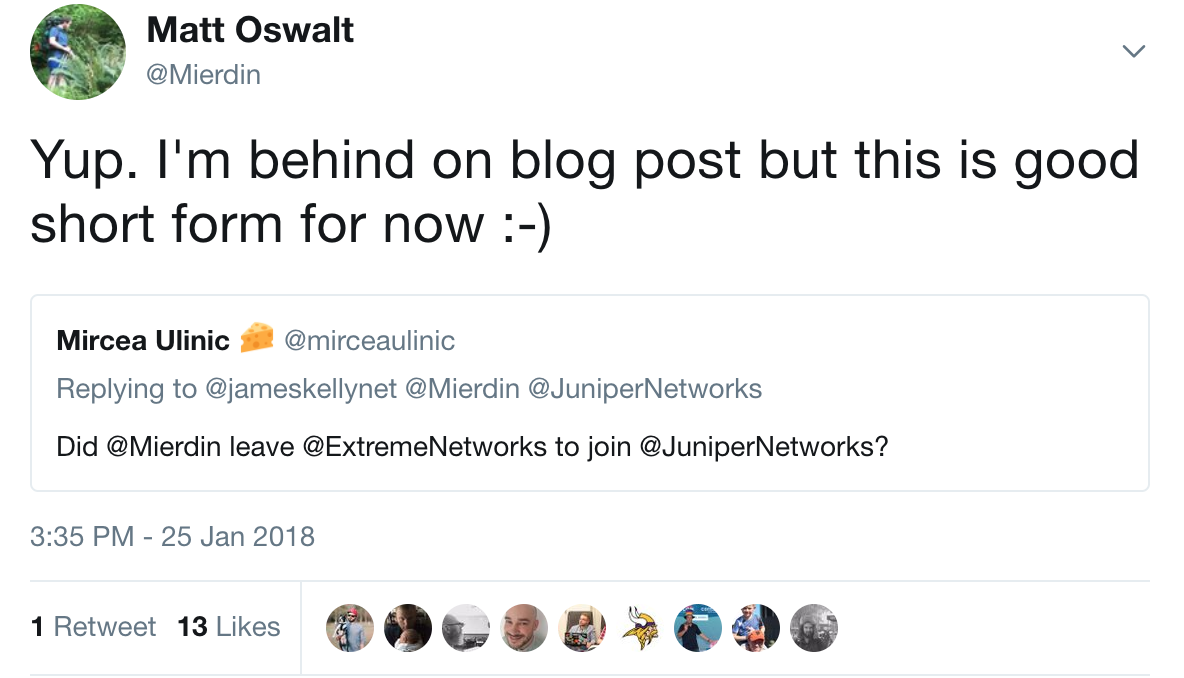 Matt Oswalt
@Mierdin
Yup. I'm behind on blog post but this is good
short form for now :-)
Mircea Ulinic 🧀 @mirceaulinic
Replying to @jameskellynet @Mierdin @JuniperNetworks
Did @Mierdin leave @ExtremeNetworks to join @JuniperNetworks?
3:35 PM - 25 Jan 2018
1 Retweet 13 Likes